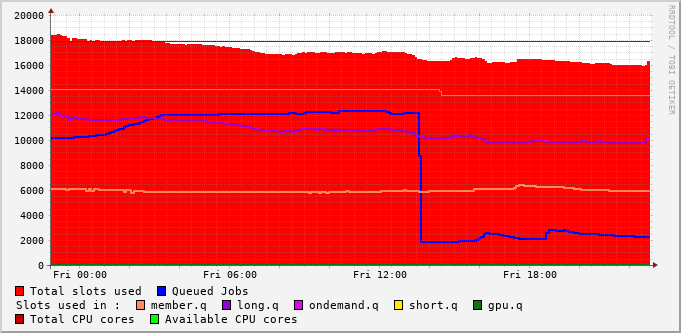 20000
18000
16000
14000
12000
10000
8000
6000
4000
2000
0
Fri 00:00 Fri 06:00 Fri 12:00 Fri 18:00
RRDTOOL / TOBI OETIKER
Total slots used Queued Jobs
Slots used in : member.q long.q ondemand.q short.q gpu.q
Total CPU cores Available CPU cores